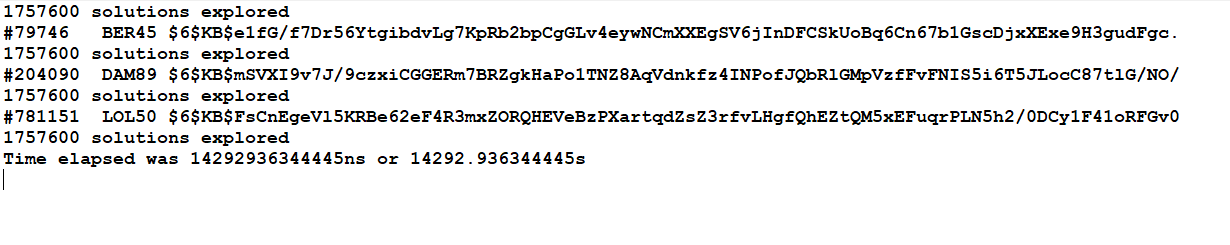 1757600 solutions explored
#79746   BER45 $6$KB$e1fG/f7Dr56YtgibdvLg7KpRb2bpCgGLv4eywNCmXXEgSV6jInDFCSkUoBq6Cn67b1GscDjxXExe9H3gudFgc.
1757600 solutions explored
#204090  DAM89 $6$KB$mSVXI9v7J/9czxiCGGERm7BRZgkHaPo1TNZ8AqVdnkfz4INPofJQbRlGMpVzfFvFNIS5i6T5JLocC87tlG/NO/
1757600 solutions explored
#781151  LOL50 $6$KB$FsCnEgeVl5KRBe62eF4R3mxZORQHEVeBzPXartqdZsZ3rfvLHgfQhEZtQM5xEFuqrPLN5h2/0DCy1F41oRFGv0
1757600 solutions explored
Time elapsed was 14292936344445ns or 14292.936344445s